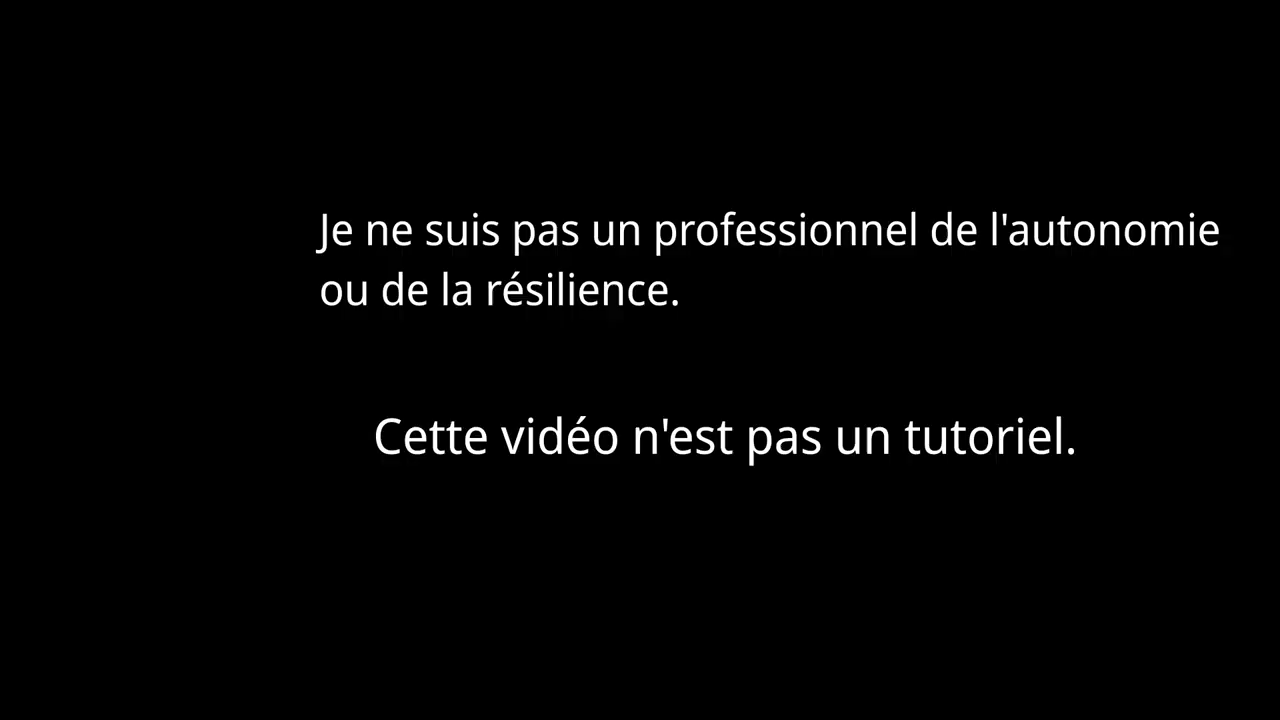 Je ne suis pas un professionnel de l'autonomie
ou de la résilience.
Cette vidéo n'est pas un tutoriel.